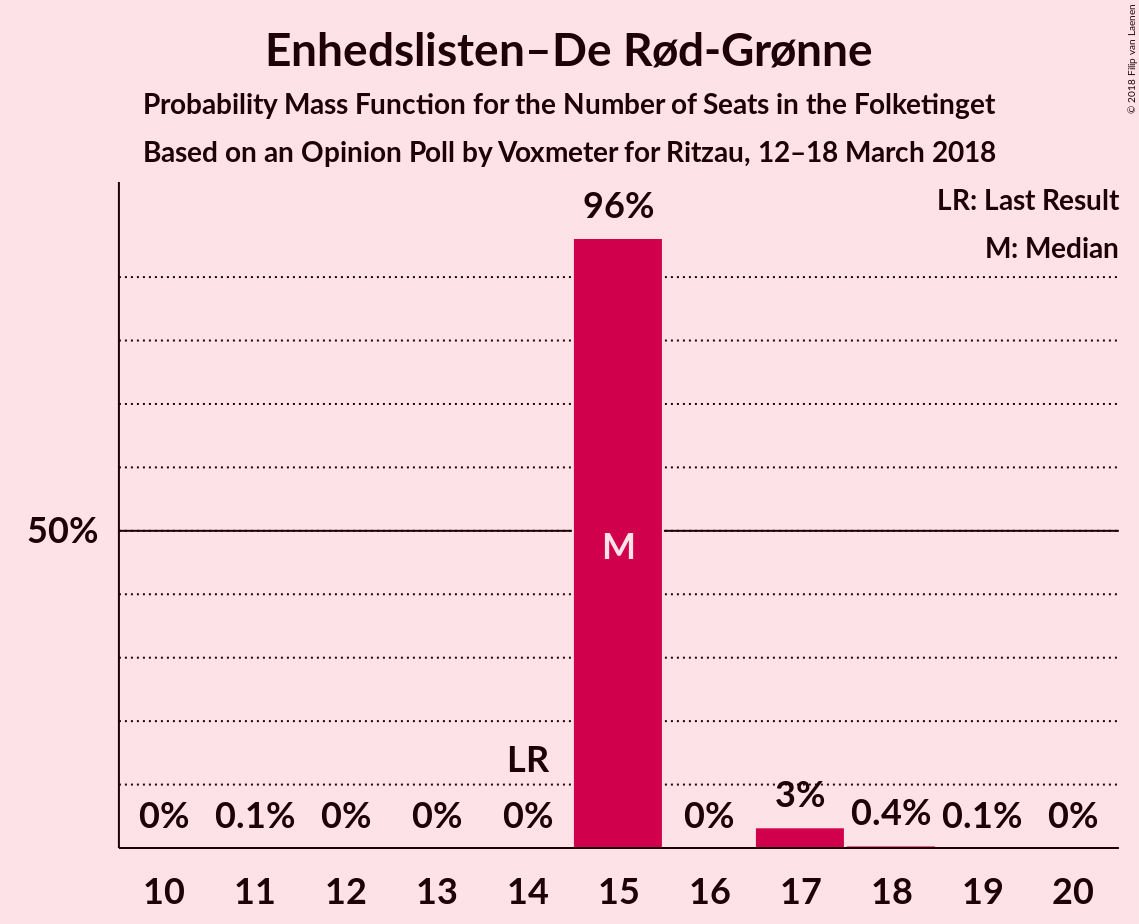 Enhedslisten–De Rød-Grønne
Probability Mass Function for the Number of Seats in the Folketinget
Based on an Opinion Poll by Voxmeter for Ritzau, 12–18 March 2018
© 2018 Filip van Laenen
LR: Last Result
M: Median
96%
50%
M
LR
0% 0.1% 0% 0% 0% 0% 3% 0.4% 0.1% 0%
10 11 12 13 14 15 16 17 18 19 20